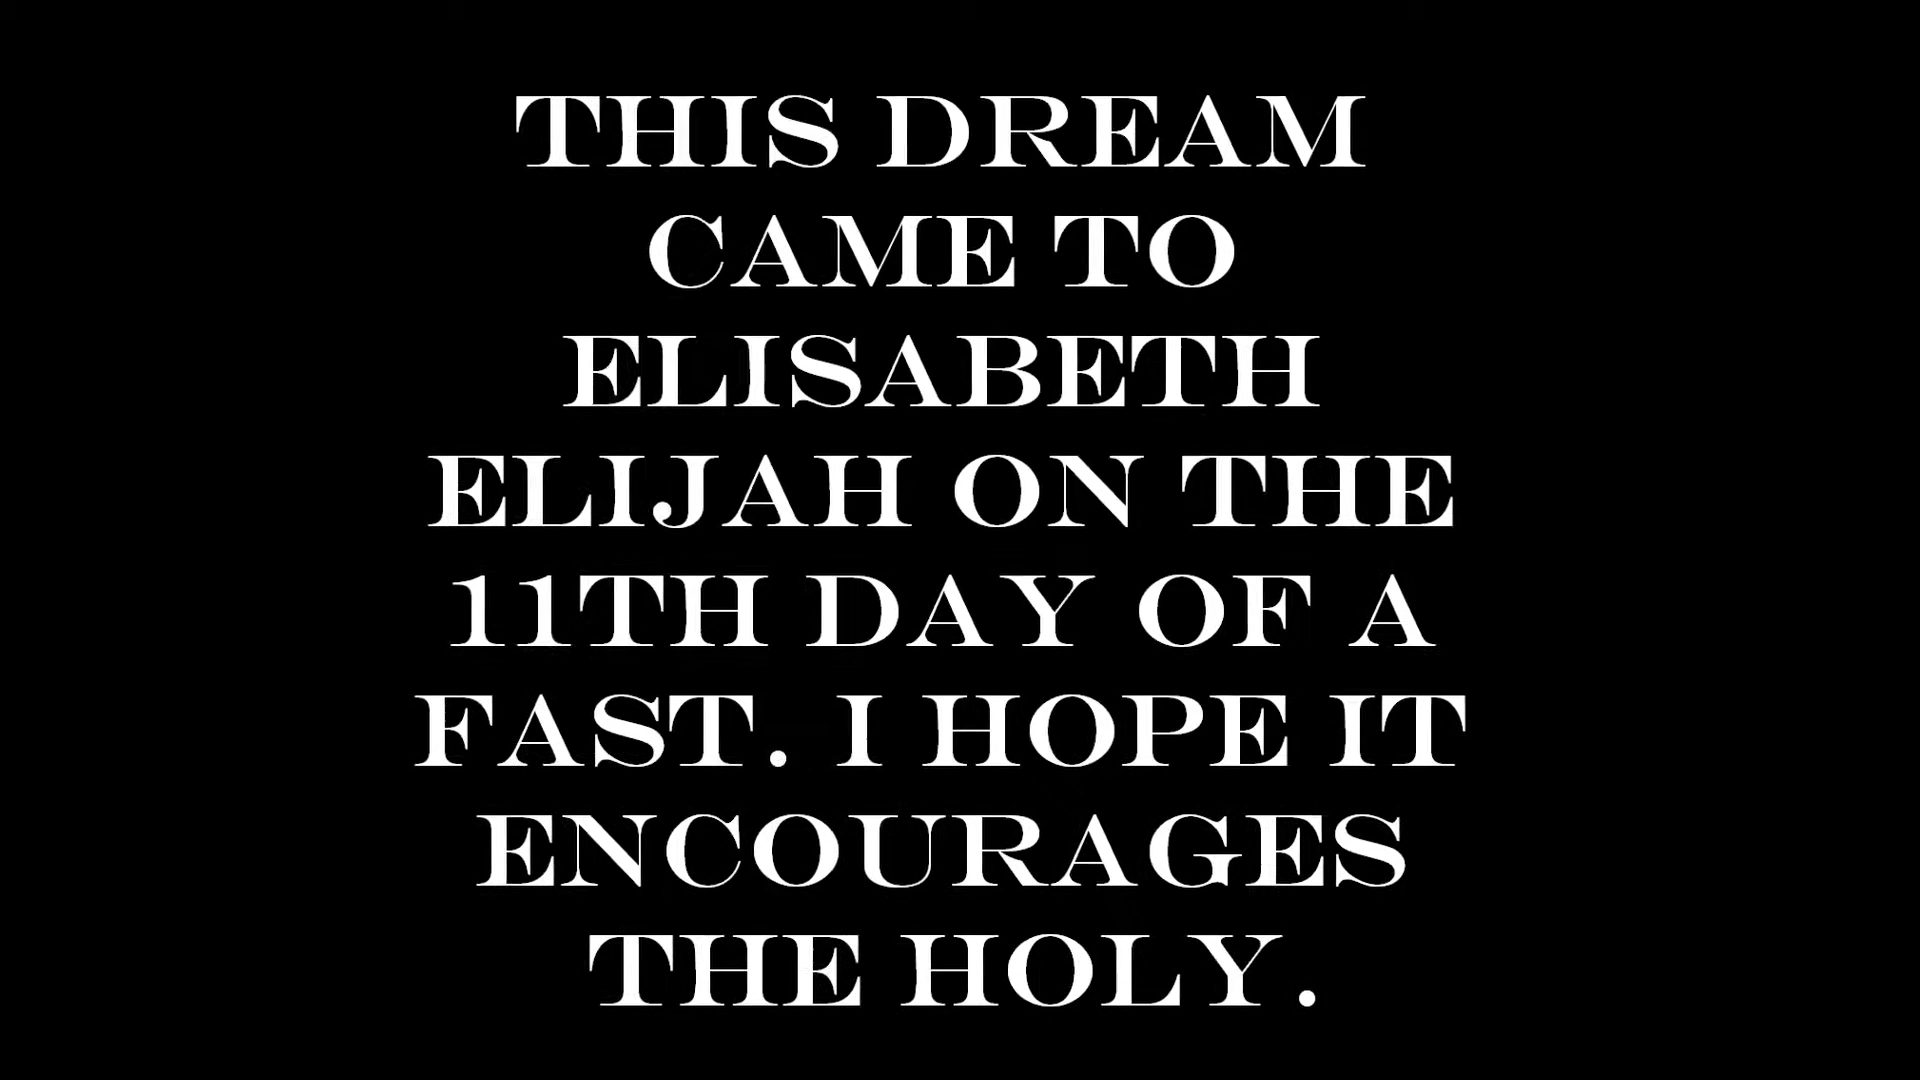 THIS DREAM
CAME TO
ELISABETH
ELIJAH ON THE
11TH DAY OF A
FAST. I HOPE IT
ENCOURAGES
THE HOLY.